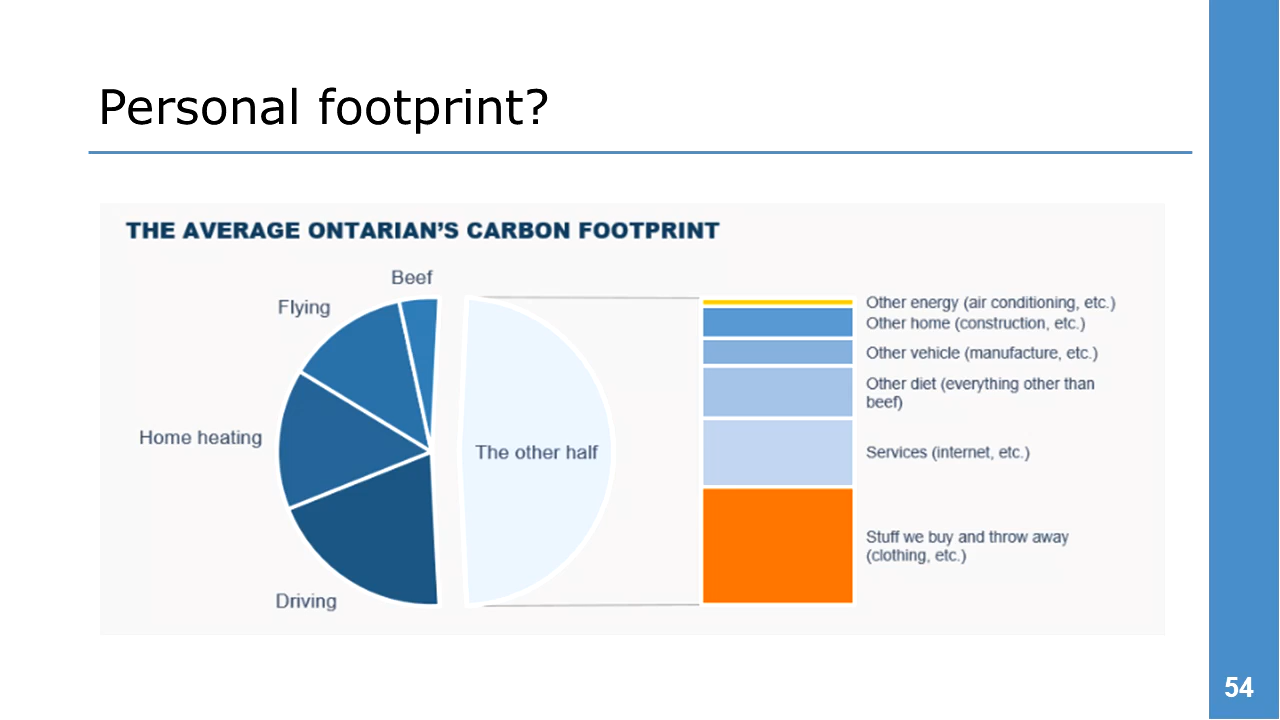 Personal footprint?
THE AVERAGE ONTARIAN'S CARBON FOOTPRINT
Beef
Flying
Home heating
Driving
The other half
Other energy (air conditioning, etc.)
Other home (construction, etc.)
Other vehicle (manufacture, etc.)
Other diet (everything other than
beef)
Services (internet, etc.)
Stuff we buy and throw away
(clothing, etc.)
54